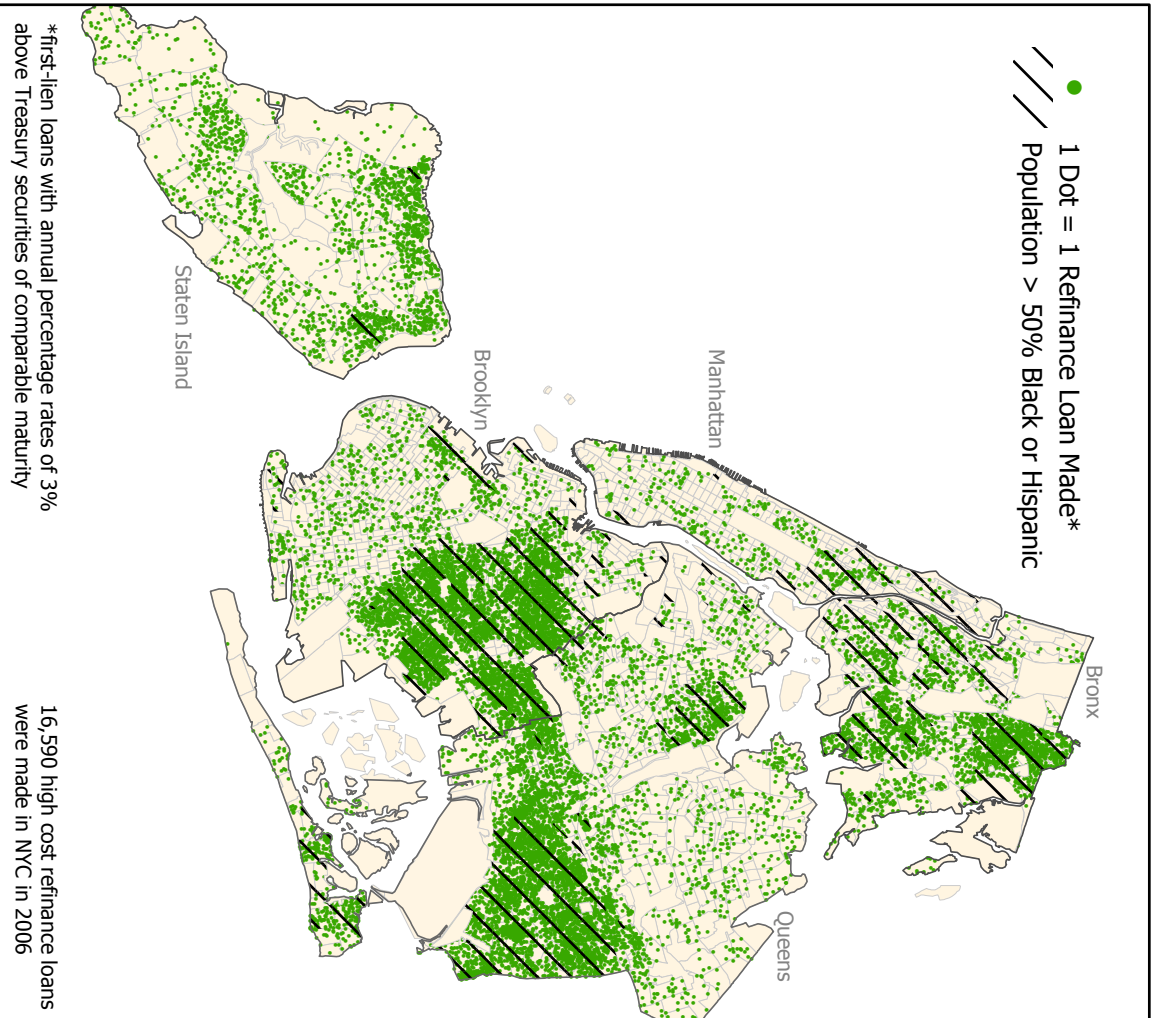 1 Dot = 1 Refinance Loan Made*
Population > 50% Black or Hispanic
Bronx
Manhattan
Queens
Brooklyn
Staten Island
*first-lien loans with annual percentage rates of 3%
above Treasury securities of comparable maturity
16,590 high cost refinance loans
were made in NYC in 2006